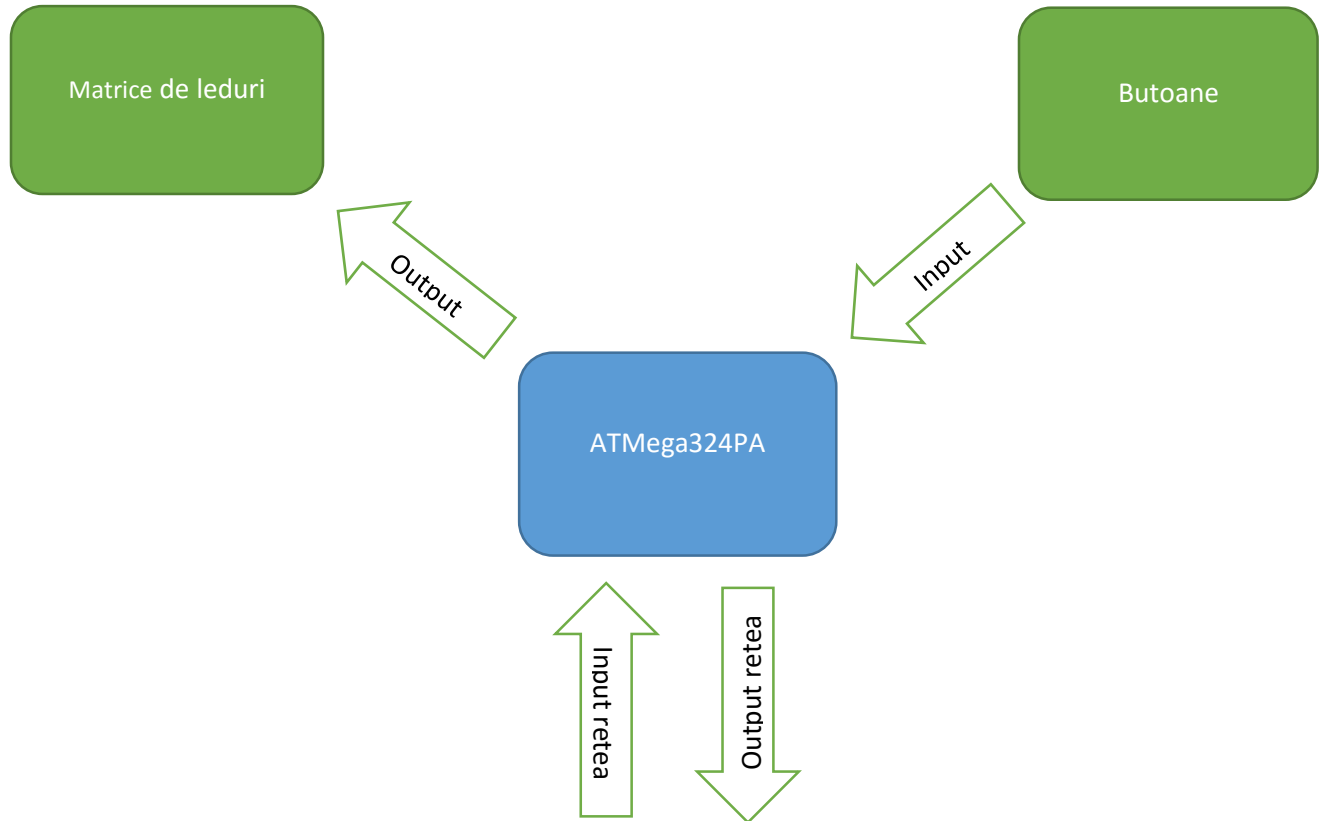 Matrice de leduri
Butoane
Output
Input
ATMega324PA
Input retea
Output retea